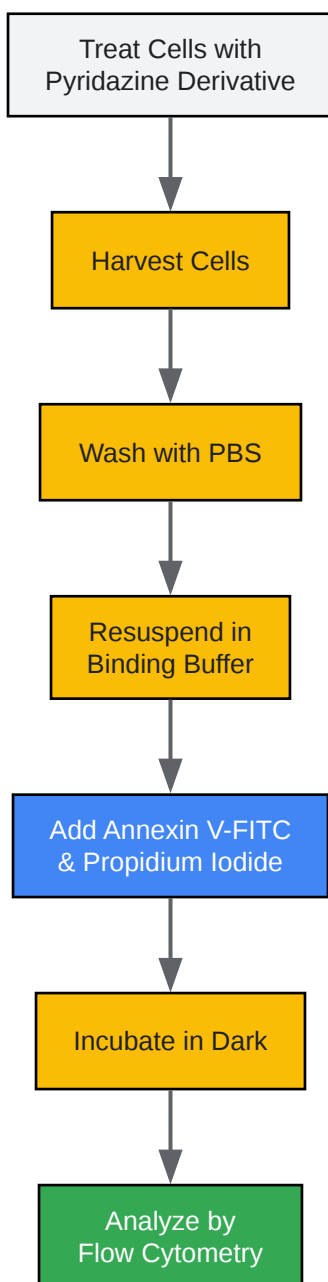 Treat Cells with
Pyridazine Derivative
Harvest Cells
Wash with PBS
Resuspend in
Binding Buffer
Add Annexin V-FITC
& Propidium Iodide
Incubate in Dark
Analyze by
Flow Cytometry